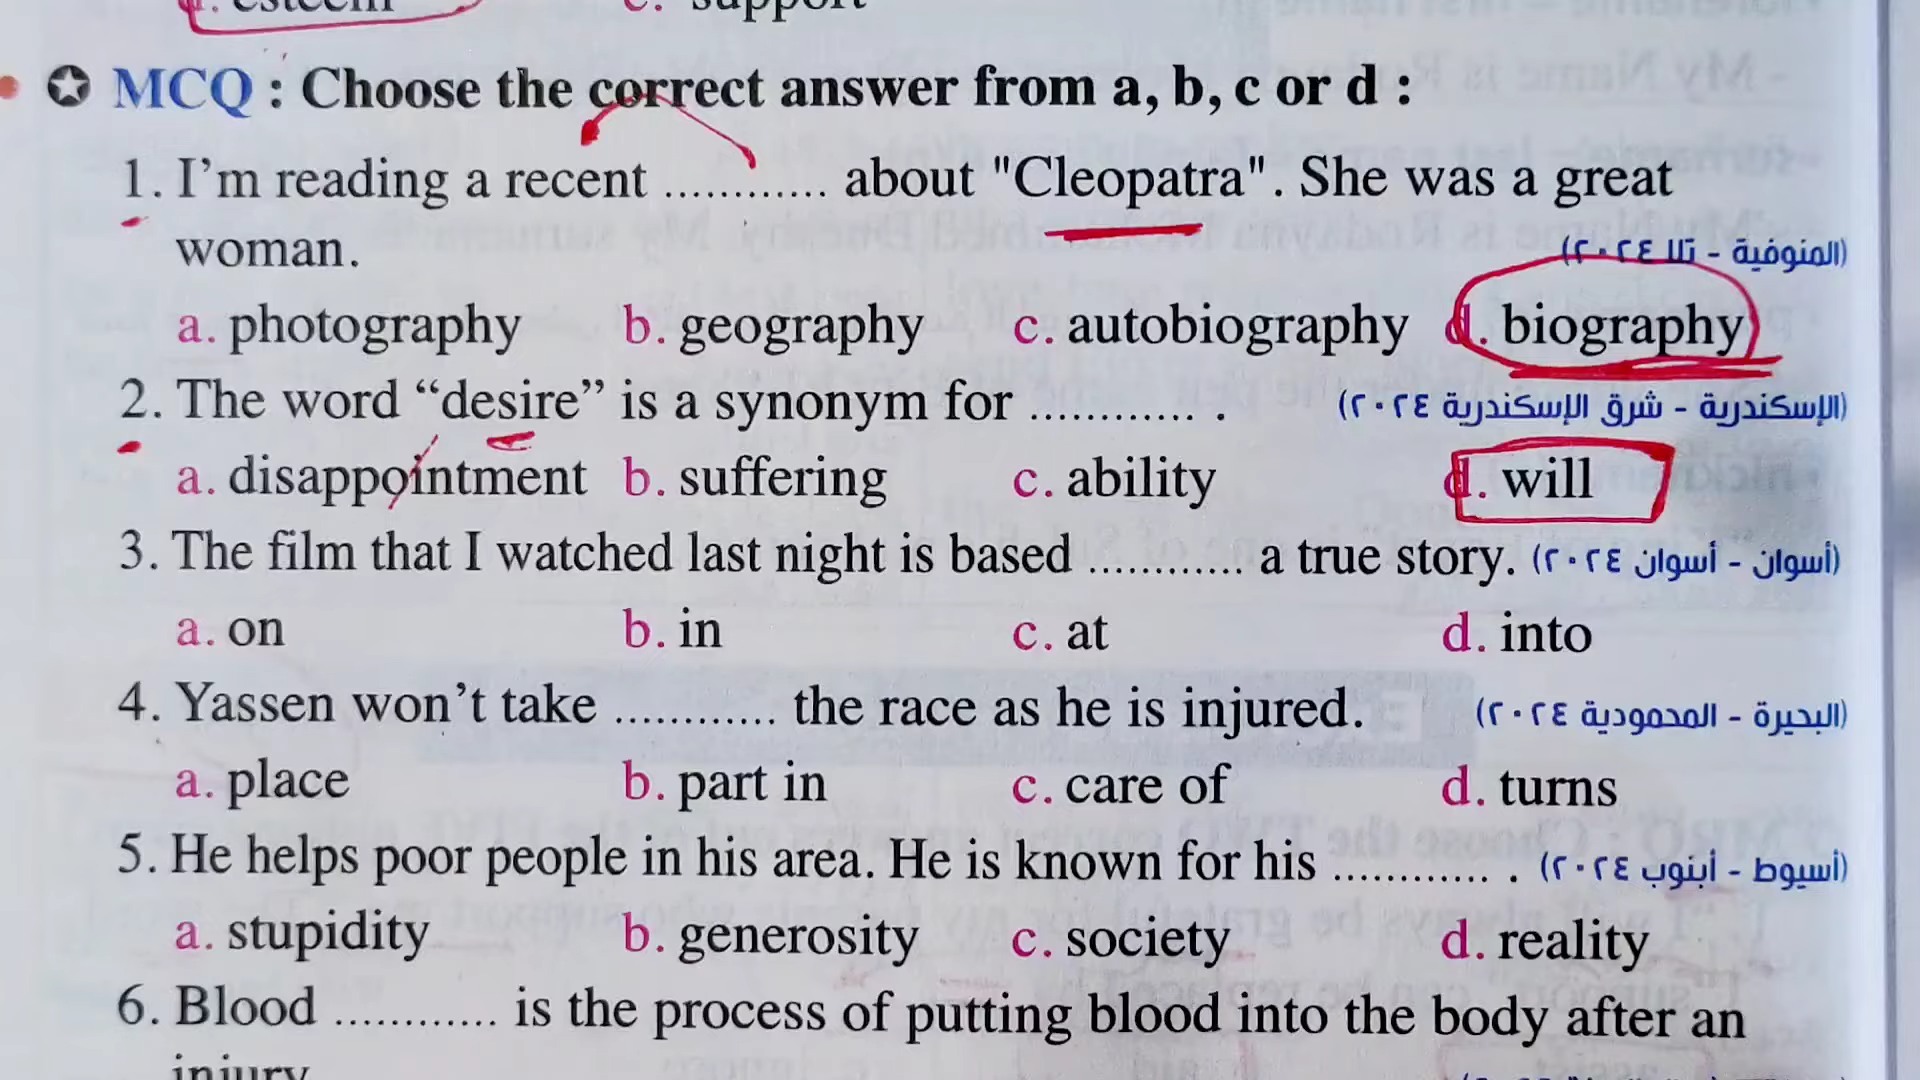 d. esteem c. support
MCQ : Choose the correct answer from a, b, c or d :
1. I'm reading a recent ............ about "Cleopatra". She was a great
woman. (المنوفية - تلا ٢٠٢٤)
a. photography b. geography c. autobiography d. biography
2. The word “desire” is a synonym for ............ . (الإسكندرية - شرق الإسكندرية ٢٠٢٤)
a. disappointment b. suffering c. ability d. will
3. The film that I watched last night is based ............ a true story. (أسوان - أسوان ٢٠٢٤)
a. on b. in c. at d. into
4. Yassen won’t take ............ the race as he is injured. (البحيرة - المحمودية ٢٠٢٤)
a. place b. part in c. care of d. turns
5. He helps poor people in his area. He is known for his ............ . (أسيوط - أبنوب ٢٠٢٤)
a. stupidity b. generosity c. society d. reality
6. Blood ............ is the process of putting blood into the body after an
injury.